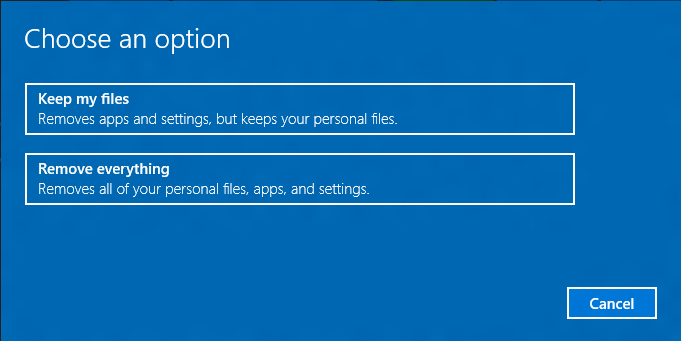 Choose an option
Keep my files
Removes apps and settings, but keeps your personal files.
Remove everything
Removes all of your personal files, apps, and settings.
Cancel